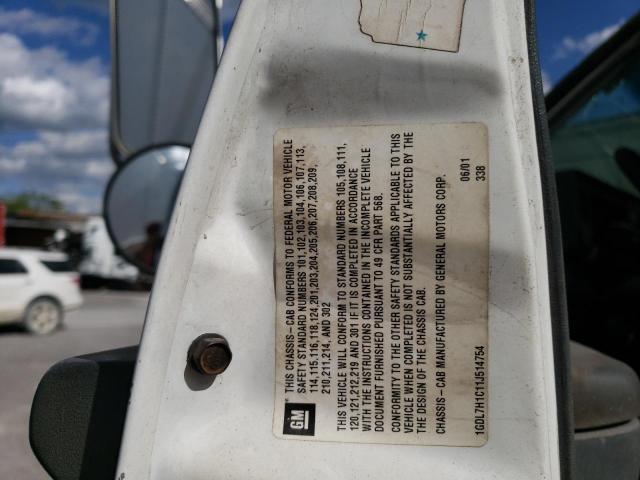 * THIS CHASSIS-CAB CONFORMS TO FEDERAL MOTOR VEHICLE
SAFETY STANDARD NUMBERS 101,102,103,104,106,107,113,
114,115,116,118,124,201,203,204,205,206,207,208,209,
210,211,214, AND 302
THIS VEHICLE WILL CONFORM TO STANDARD NUMBERS 105,108,111,
120,121,212,219 AND 301 IF IT IS COMPLETED IN ACCORDANCE
WITH THE INSTRUCTIONS CONTAINED IN THE INCOMPLETE VEHICLE
DOCUMENT FURNISHED PURSUANT TO 49 CFR PART 568.
CONFORMITY TO THE OTHER SAFETY STANDARDS APPLICABLE TO THIS
VEHICLE WHEN COMPLETED IS NOT SUBSTANTIALLY AFFECTED BY THE
THE DESIGN OF THE CHASSIS CAB.
CHASSIS-CAB MANUFACTURED BY GENERAL MOTORS CORP.
06/01
1GDL7H1C11J514754
338
GM